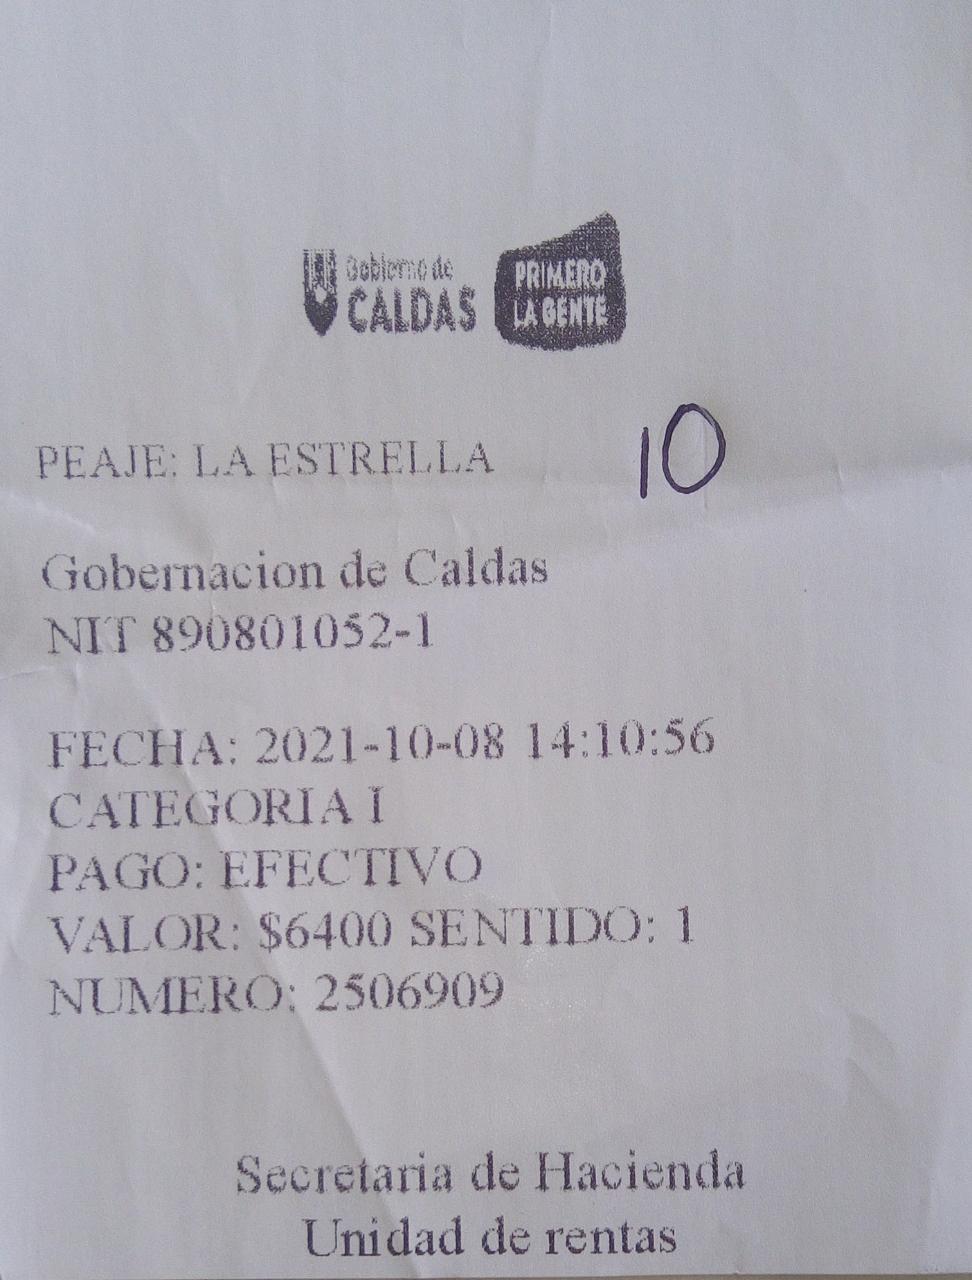 Gobierno de
CALDAS
PRIMERO
LA GENTE
PEAJE: LA ESTRELLA
10
Gobernacion de Caldas
NIT 890801052-1
FECHA: 2021-10-08 14:10:56
CATEGORIA I
PAGO: EFECTIVO
VALOR: $6400 SENTIDO: 1
NUMERO: 2506909
Secretaria de Hacienda
Unidad de rentas